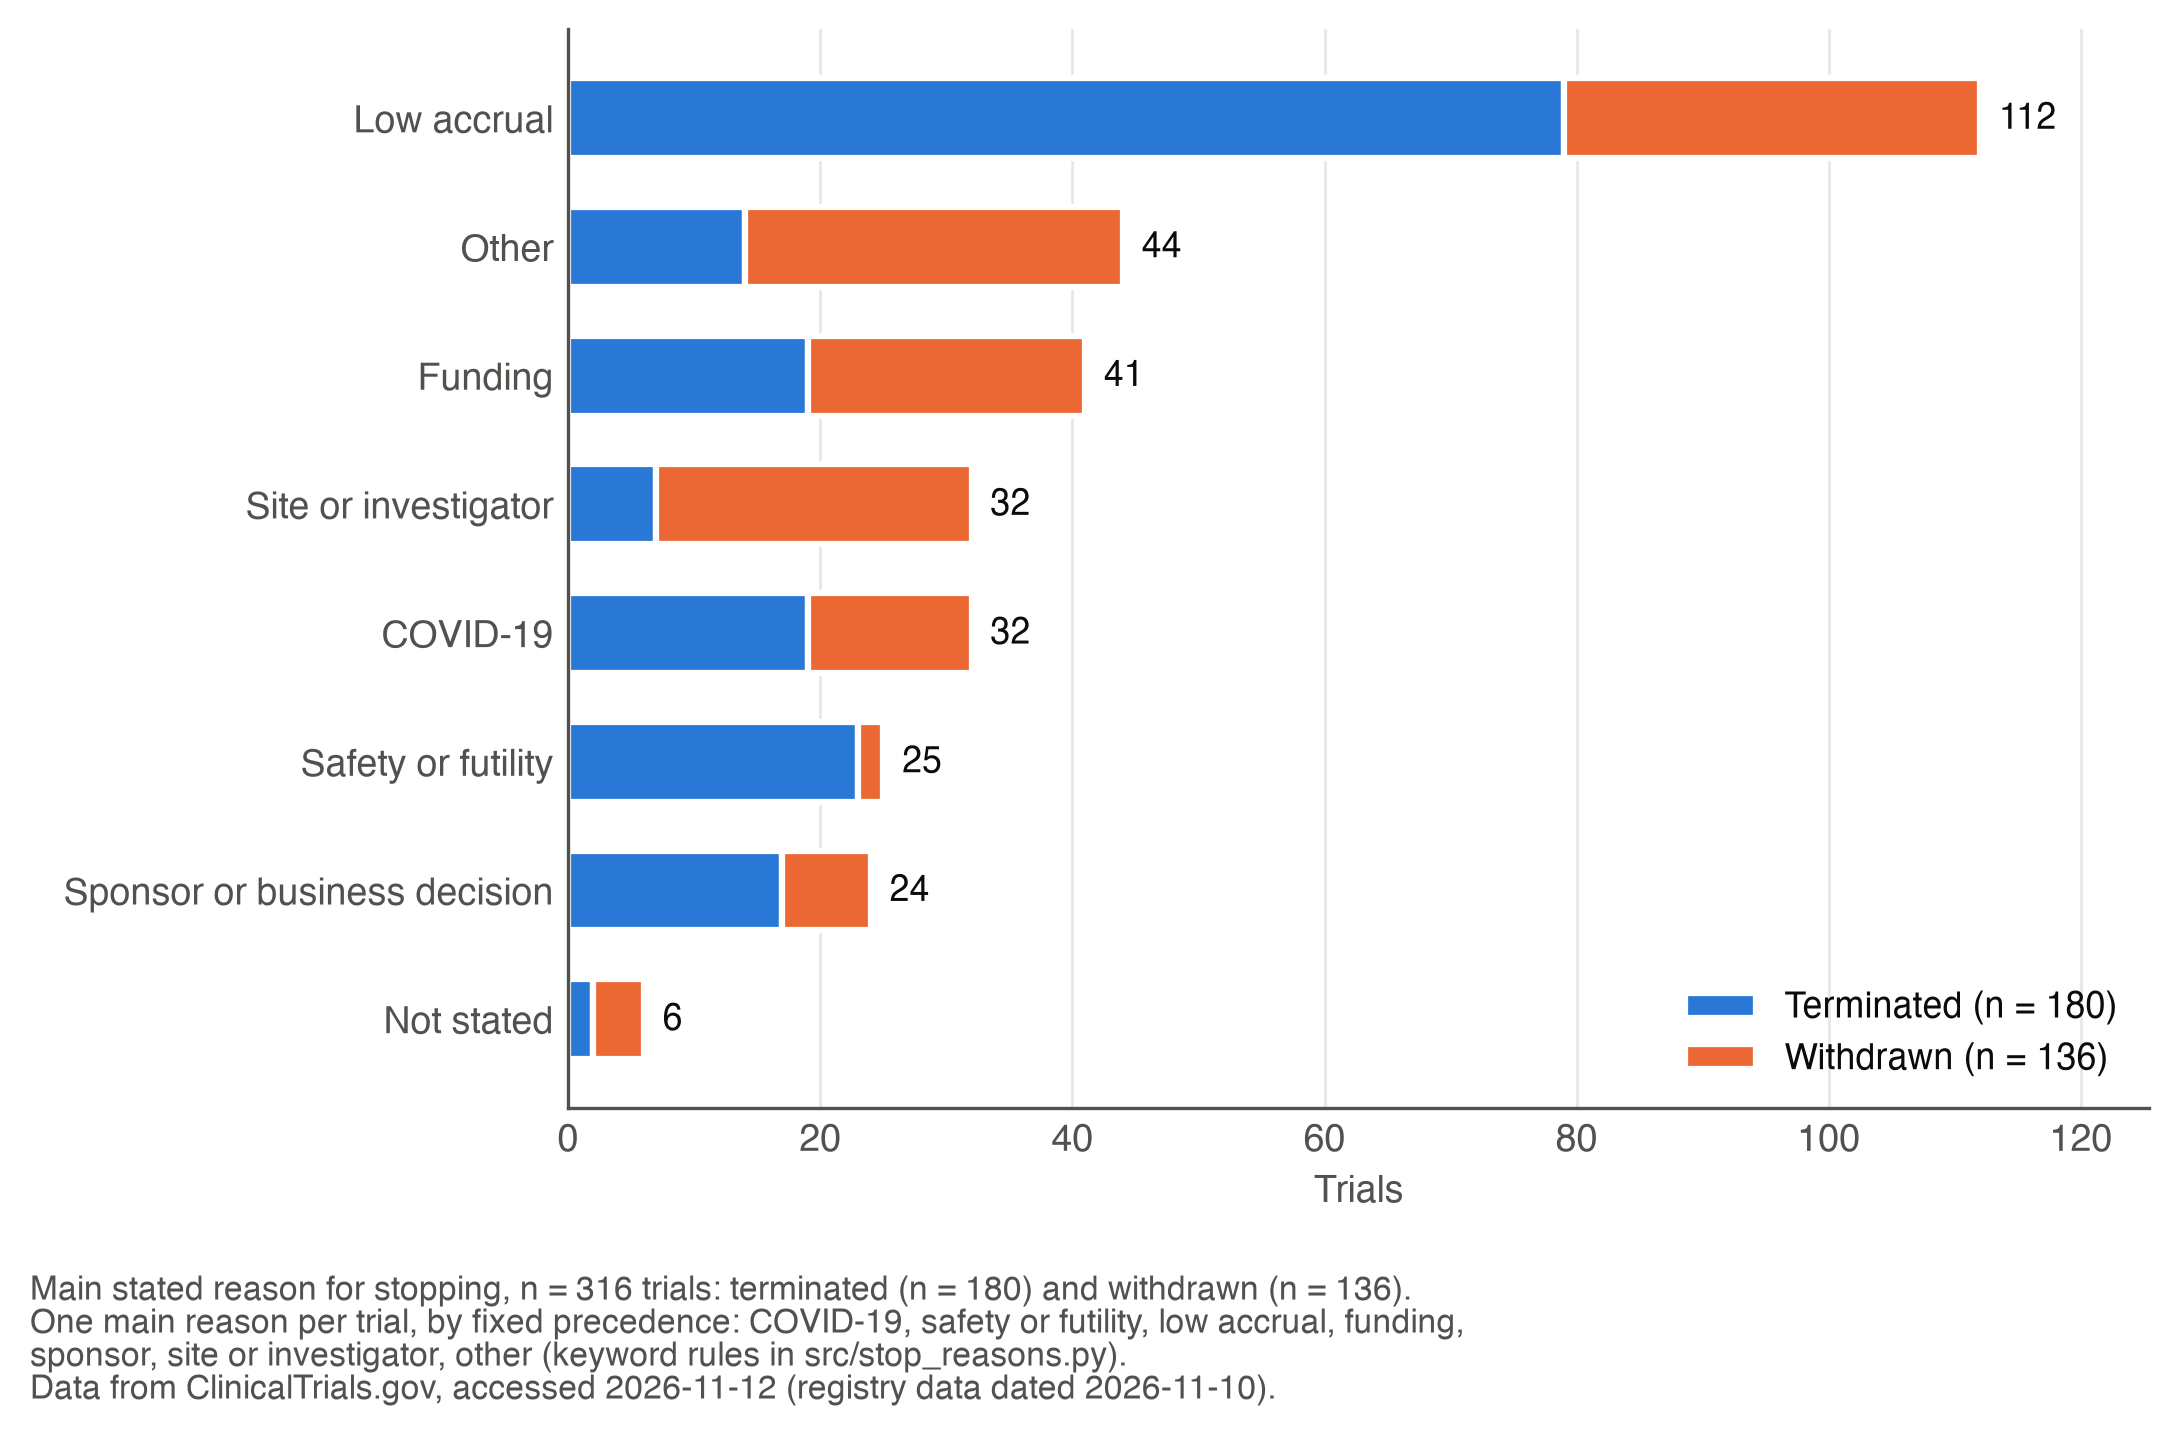 Low accrual
112
Other
44
Funding
41
Site or investigator
32
COVID-19
32
Safety or futility
25
Sponsor or business decision
24
Not stated
6
Terminated (n = 180)
Withdrawn (n = 136)
0 20 40 60 80 100 120
Trials
Main stated reason for stopping, n = 316 trials: terminated (n = 180) and withdrawn (n = 136).
One main reason per trial, by fixed precedence: COVID-19, safety or futility, low accrual, funding,
sponsor, site or investigator, other (keyword rules in src/stop_reasons.py).
Data from ClinicalTrials.gov, accessed 2026-11-12 (registry data dated 2026-11-10).